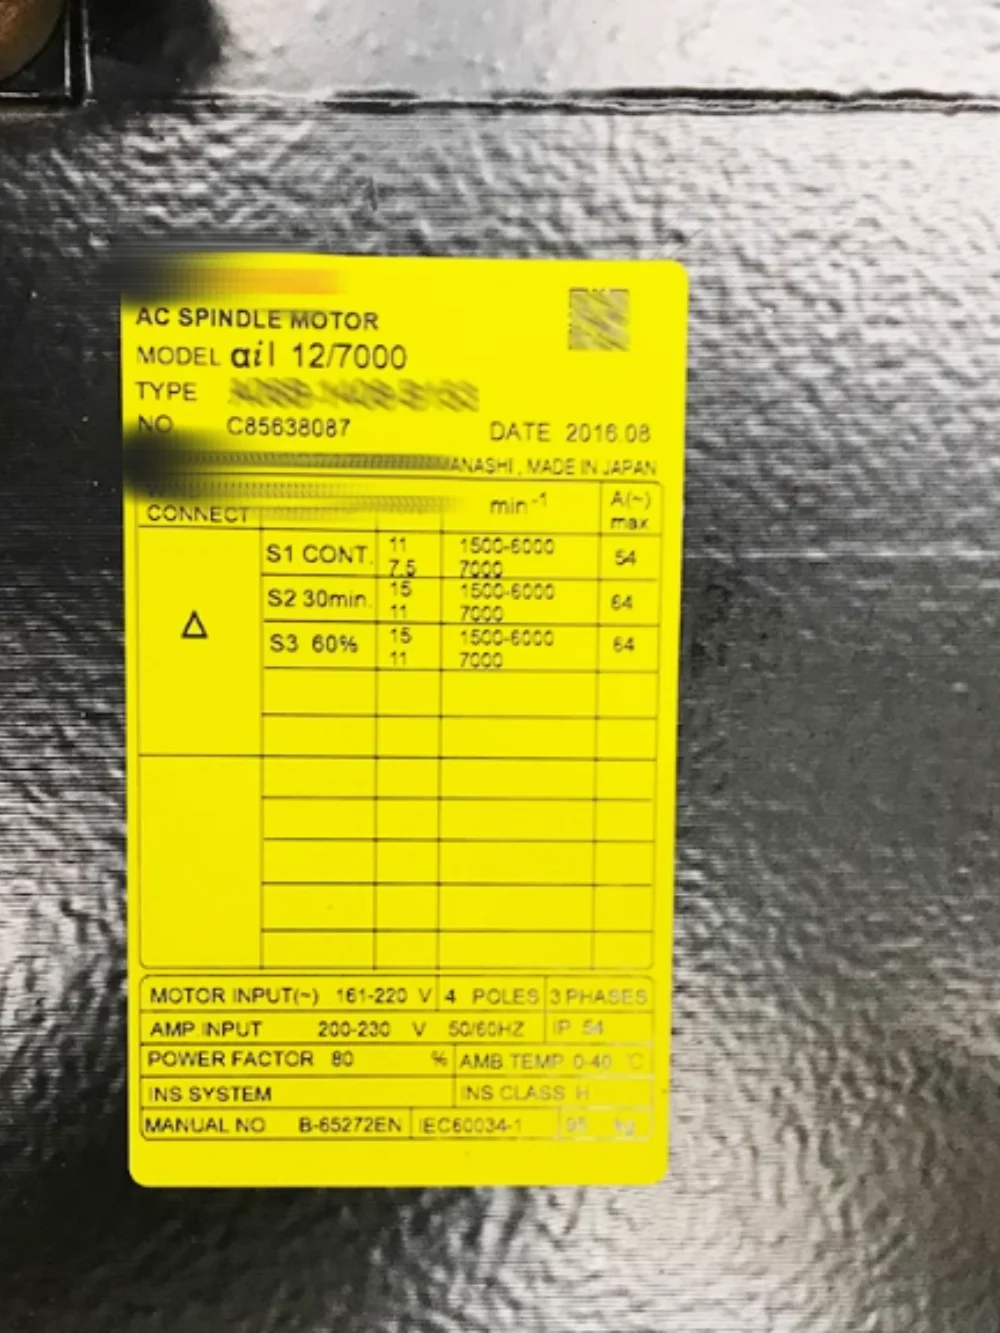 AC SPINDLE MOTOR
MODEL αiI 12/7000
TYPE
NO C85638087 DATE 2016.08
ANASHI, MADE IN JAPAN
CONNECT min-1 A(~) max
△
S1 CONT. 11 1500-6000 54
7.5 7000
S2 30min. 15 1500-6000 64
11 7000
S3 60% 15 1500-6000 64
11 7000
MOTOR INPUT(~) 161-220 V 4 POLES 3 PHASES
AMP.INPUT 200-230 V 50/60HZ IP 54
POWER FACTOR 80 % AMB.TEMP. 0-40 °C
INS SYSTEM INS CLASS H
MANUAL NO B-65272EN IEC60034-1 95 kg